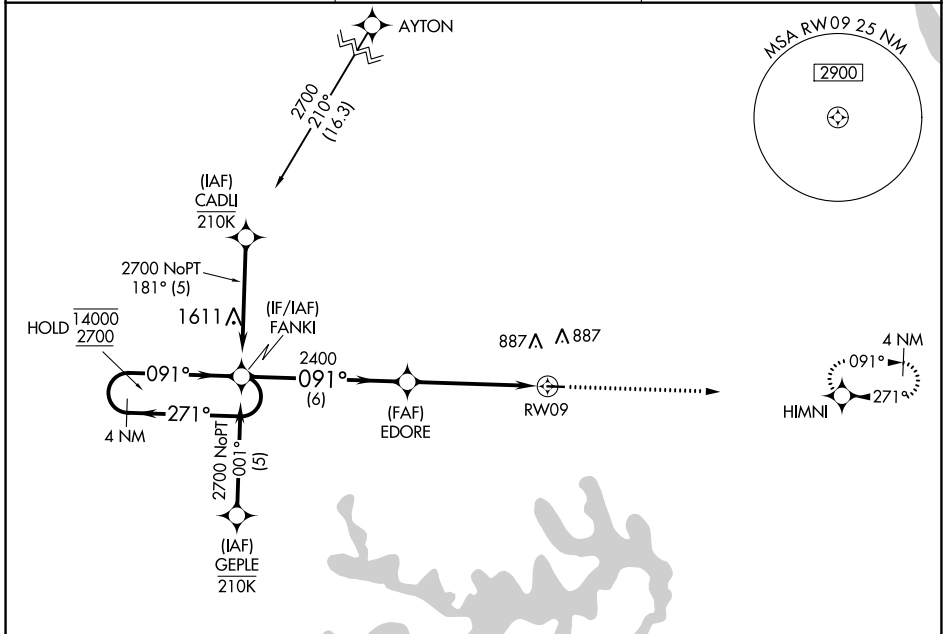 AYTON
MSA RW09 25 NM
2900
2700
210°
(16.3)
(IAF)
CADLI
210K
2700 NoPT
181° (5)
1611
(IF/IAF)
FANKI
HOLD
14000
2700
091°
271°
4 NM
2400
091°
(6)
(FAF)
EDORE
887
887
RW09
4 NM
091°
271°
HIMNI
2700 NoPT
001°
(5)
(IAF)
GEPLE
210K